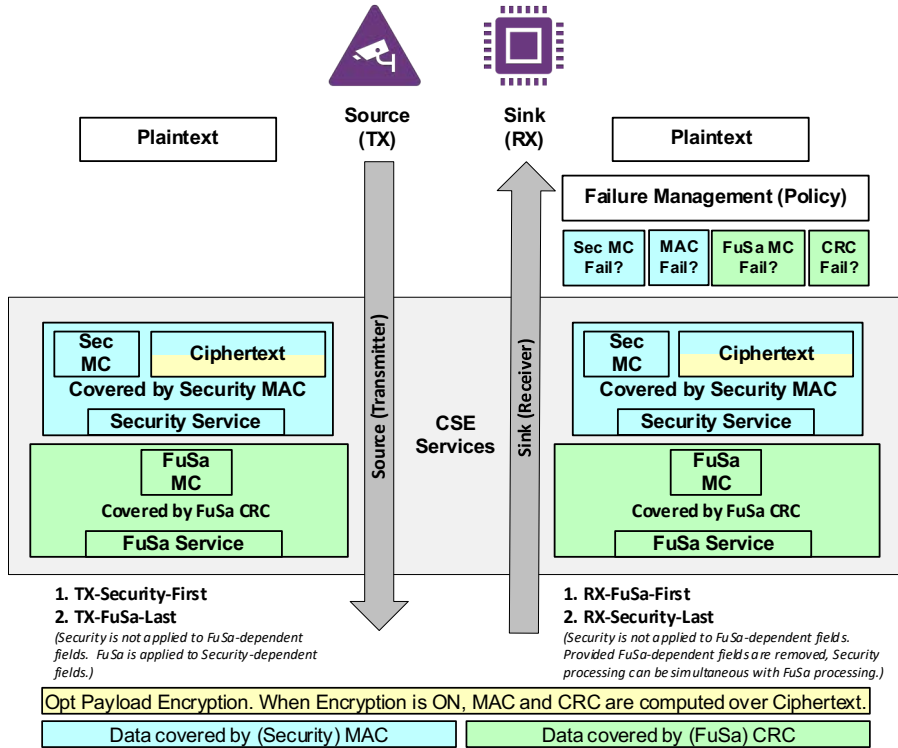 Source
(TX)
Sink
(RX)
Plaintext
Plaintext
Failure Management (Policy)
Sec MC
Fail?
MAC
Fail?
FuSa MC
Fail?
CRC
Fail?
Sec
MC
Ciphertext
Covered by Security MAC
Security Service
FuSa
MC
Covered by FuSa CRC
FuSa Service
Source (Transmitter)
CSE
Services
Sink (Receiver)
Sec
MC
Ciphertext
Covered by Security MAC
Security Service
FuSa
MC
Covered by FuSa CRC
FuSa Service
1. TX-Security-First
2. TX-FuSa-Last
(Security is not applied to FuSa-dependent
fields. FuSa is applied to Security-dependent
fields.)
1. RX-FuSa-First
2. RX-Security-Last
(Security is not applied to FuSa-dependent fields.
Provided FuSa-dependent fields are removed, Security
processing can be simultaneous with FuSa processing.)
Opt Payload Encryption. When Encryption is ON, MAC and CRC are computed over Ciphertext.
Data covered by (Security) MAC
Data covered by (FuSa) CRC